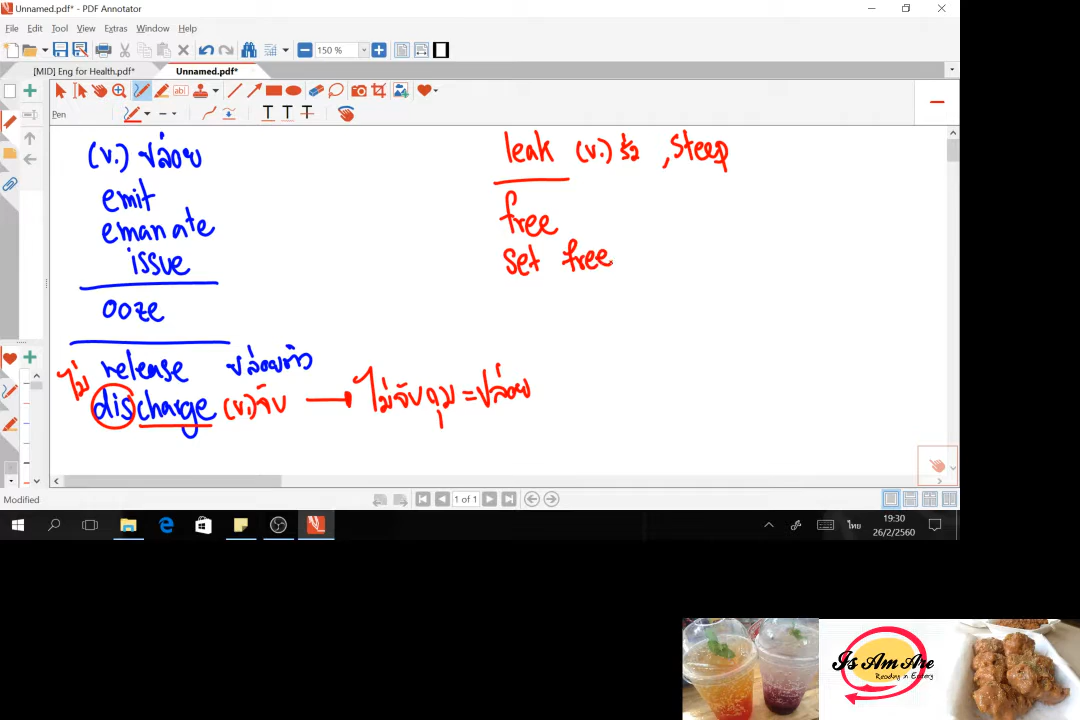 Unnamed.pdf* - PDF Annotator
File Edit Tool View Extras Window Help
150 %
[MID] Eng for Health.pdf* Unnamed.pdf*
Pen
(v.) ปล่อย
emit
emanate
issue
ooze
release ปล่อยตัว
ไม่
discharge (v.) จับ → ไม่จับกุม = ปล่อย
leak (v.) รั่ว , steep
free
set free
1 of 1
Modified
ไทย
19:30
26/2/2560
Is Am Are
Reading in Eatery